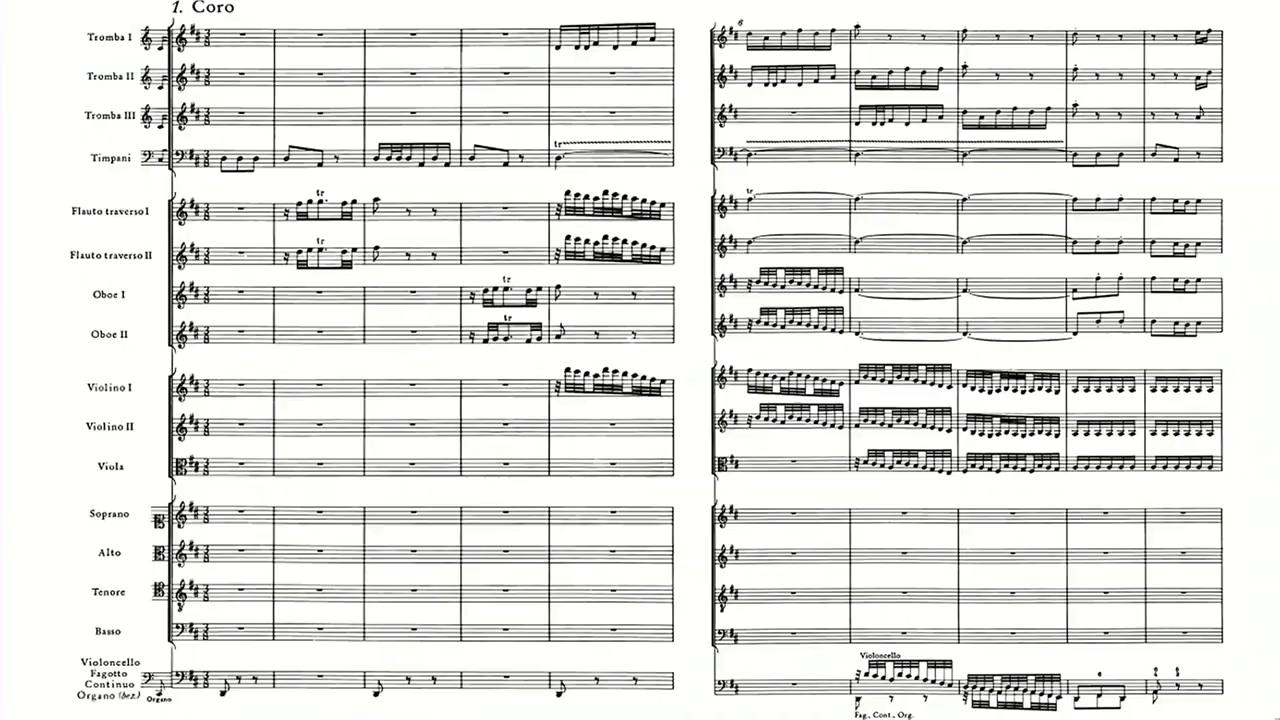 1. Coro
Tromba I
Tromba II
Tromba III
Timpani
tr
Flauto traverso I
tr
Flauto traverso II
tr
Oboe I
tr
Oboe II
tr
Violino I
Violino II
Viola
Soprano
Alto
Tenore
Basso
Violoncello
Fagotto
Continuo
Organo (bez.)
Organo
6
tr
Violoncello
Fag., Cont., Org.